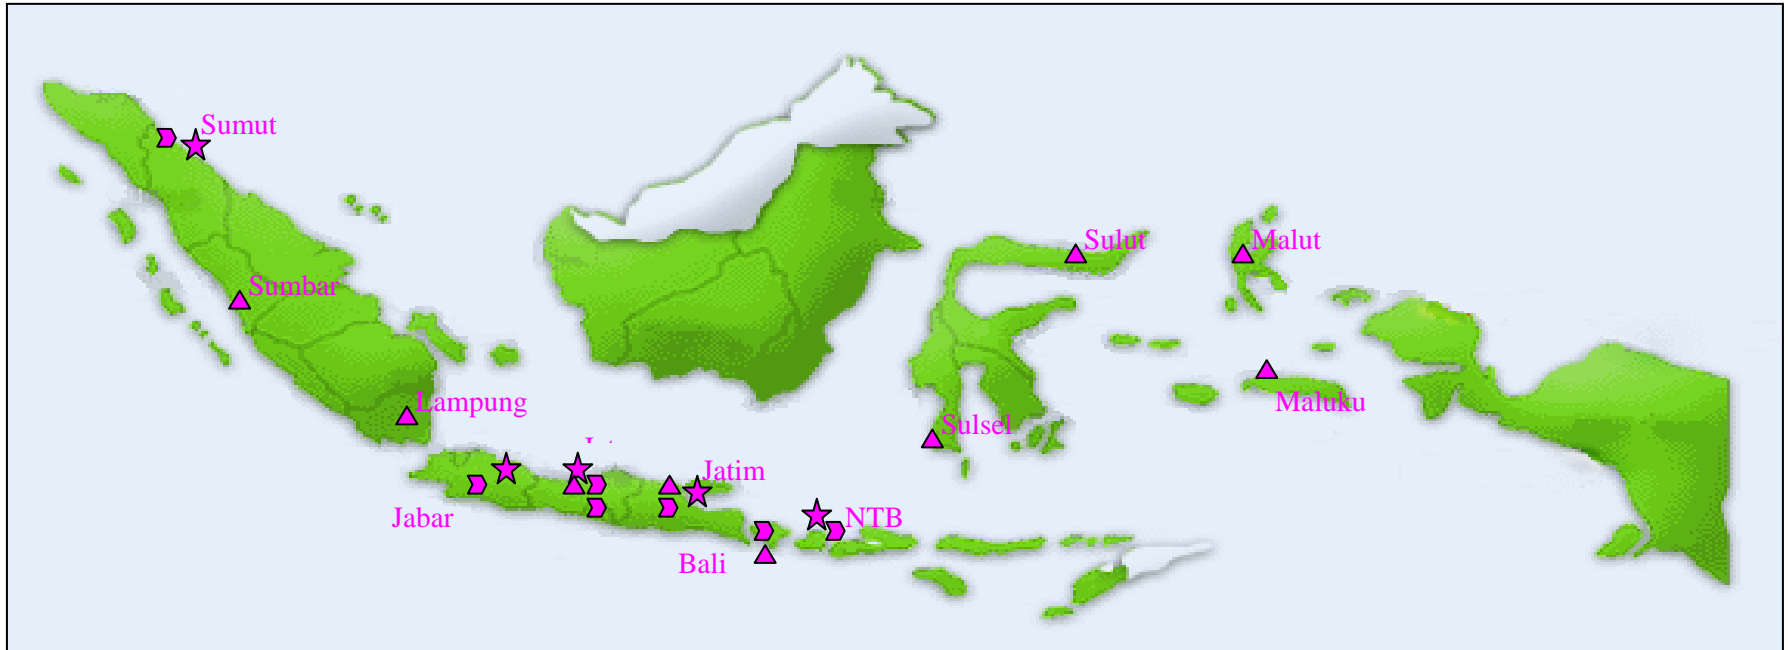 Sumut
Sulut
Malut
Sumbar
Lampung
Maluku
Sulsel
Jatim
Jabar
NTB
Bali